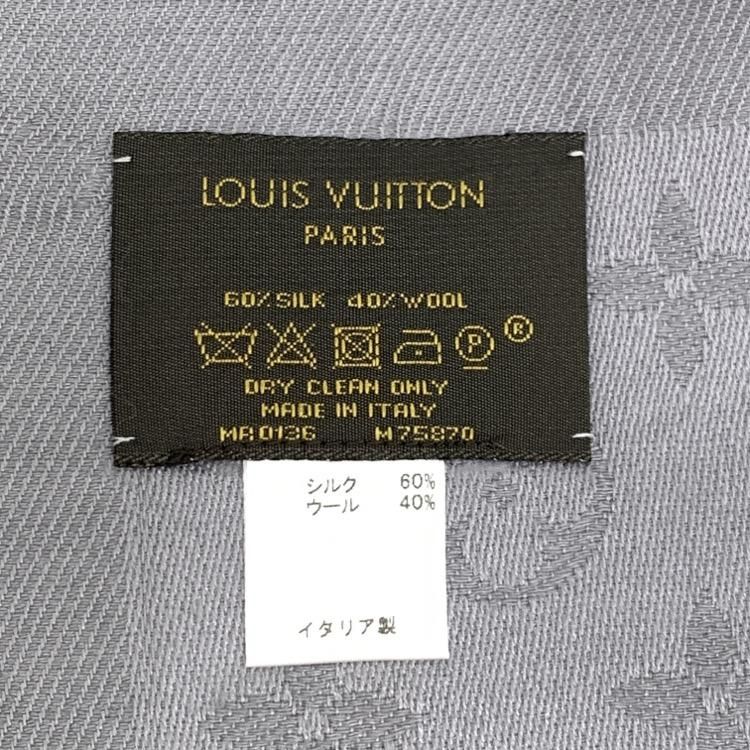 LOUIS VUITTON
PARIS
60% SILK 40% WOOL
P ®
DRY CLEAN ONLY
MADE IN ITALY
MR0136 M75870
シルク 60%
ウール 40%
イタリア製